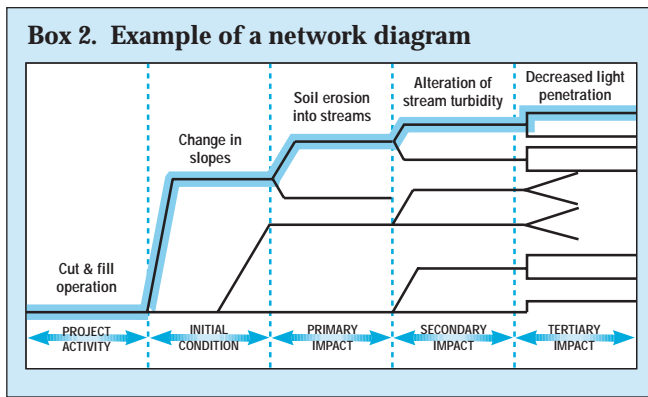 Box 2. Example of a network diagram
Cut & fill
operation
Change in
slopes
Soil erosion
into streams
Alteration of
stream turbidity
Decreased light
penetration
PROJECT
ACTIVITY
INITIAL
CONDITION
PRIMARY
IMPACT
SECONDARY
IMPACT
TERTIARY
IMPACT